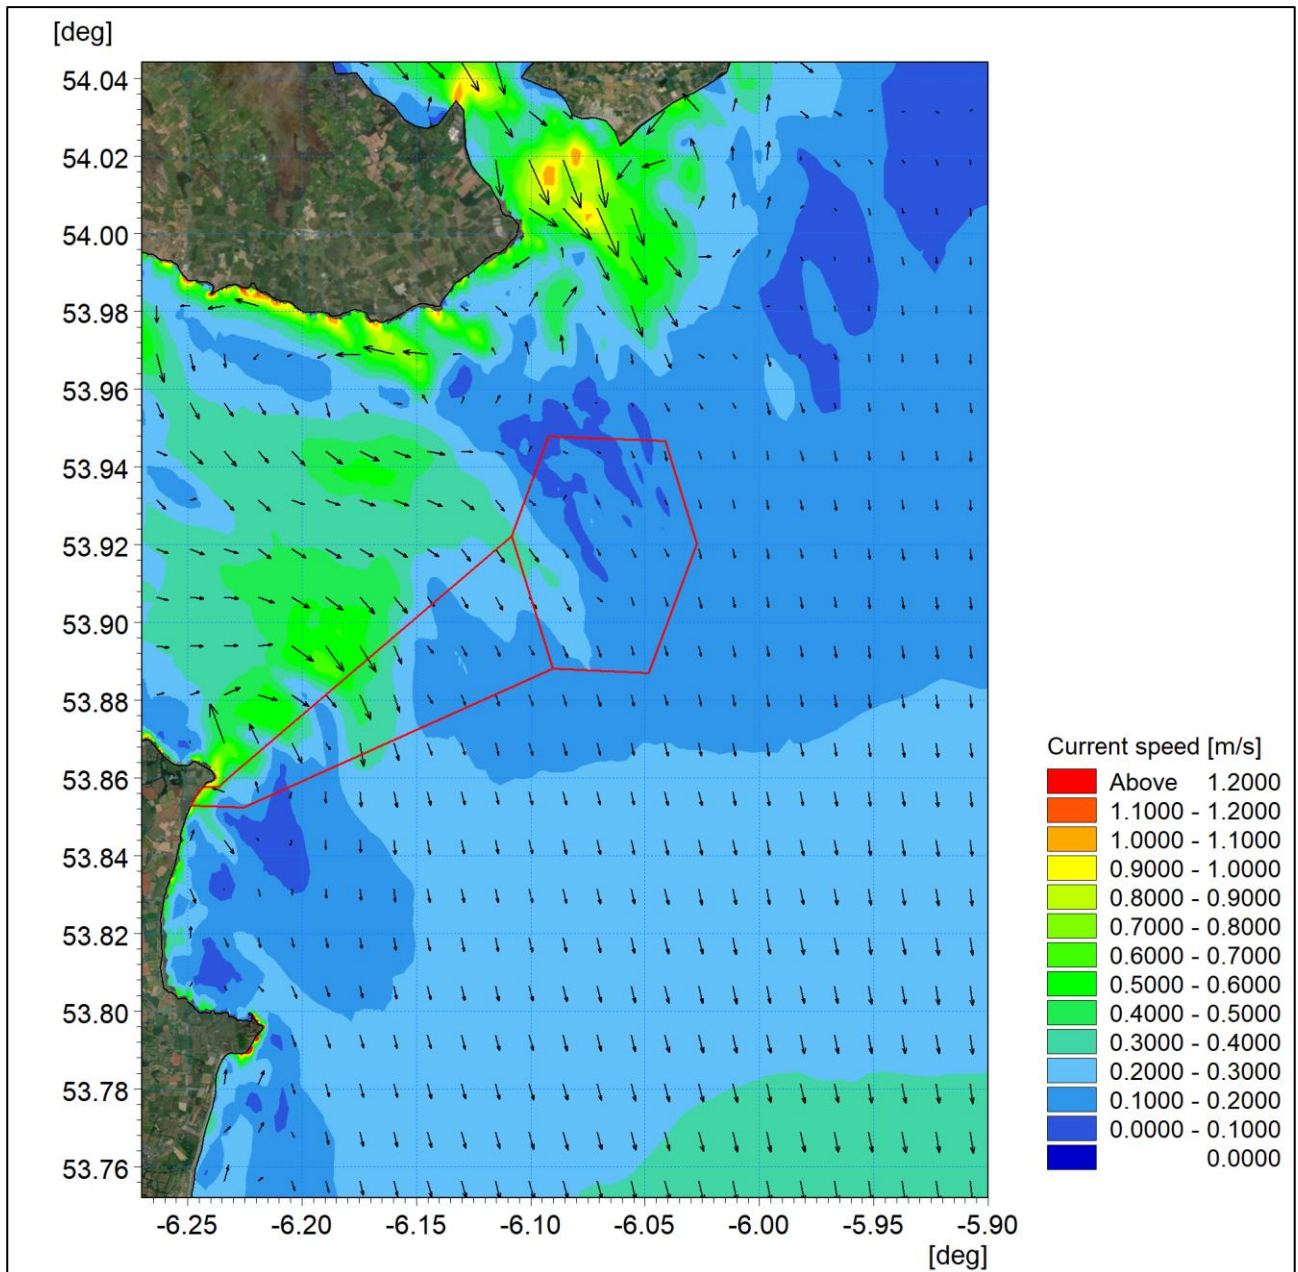 [deg]
54.04
54.02
54.00
53.98
53.96
53.94
53.92
53.90
53.88
53.86
53.84
53.82
53.80
53.78
53.76
-6.25 -6.20 -6.15 -6.10 -6.05 -6.00 -5.95 -5.90
[deg]
Current speed [m/s]
Above 1.2000
1.1000 - 1.2000
1.0000 - 1.1000
0.9000 - 1.0000
0.8000 - 0.9000
0.7000 - 0.8000
0.6000 - 0.7000
0.5000 - 0.6000
0.4000 - 0.5000
0.3000 - 0.4000
0.2000 - 0.3000
0.1000 - 0.2000
0.0000 - 0.1000
0.0000